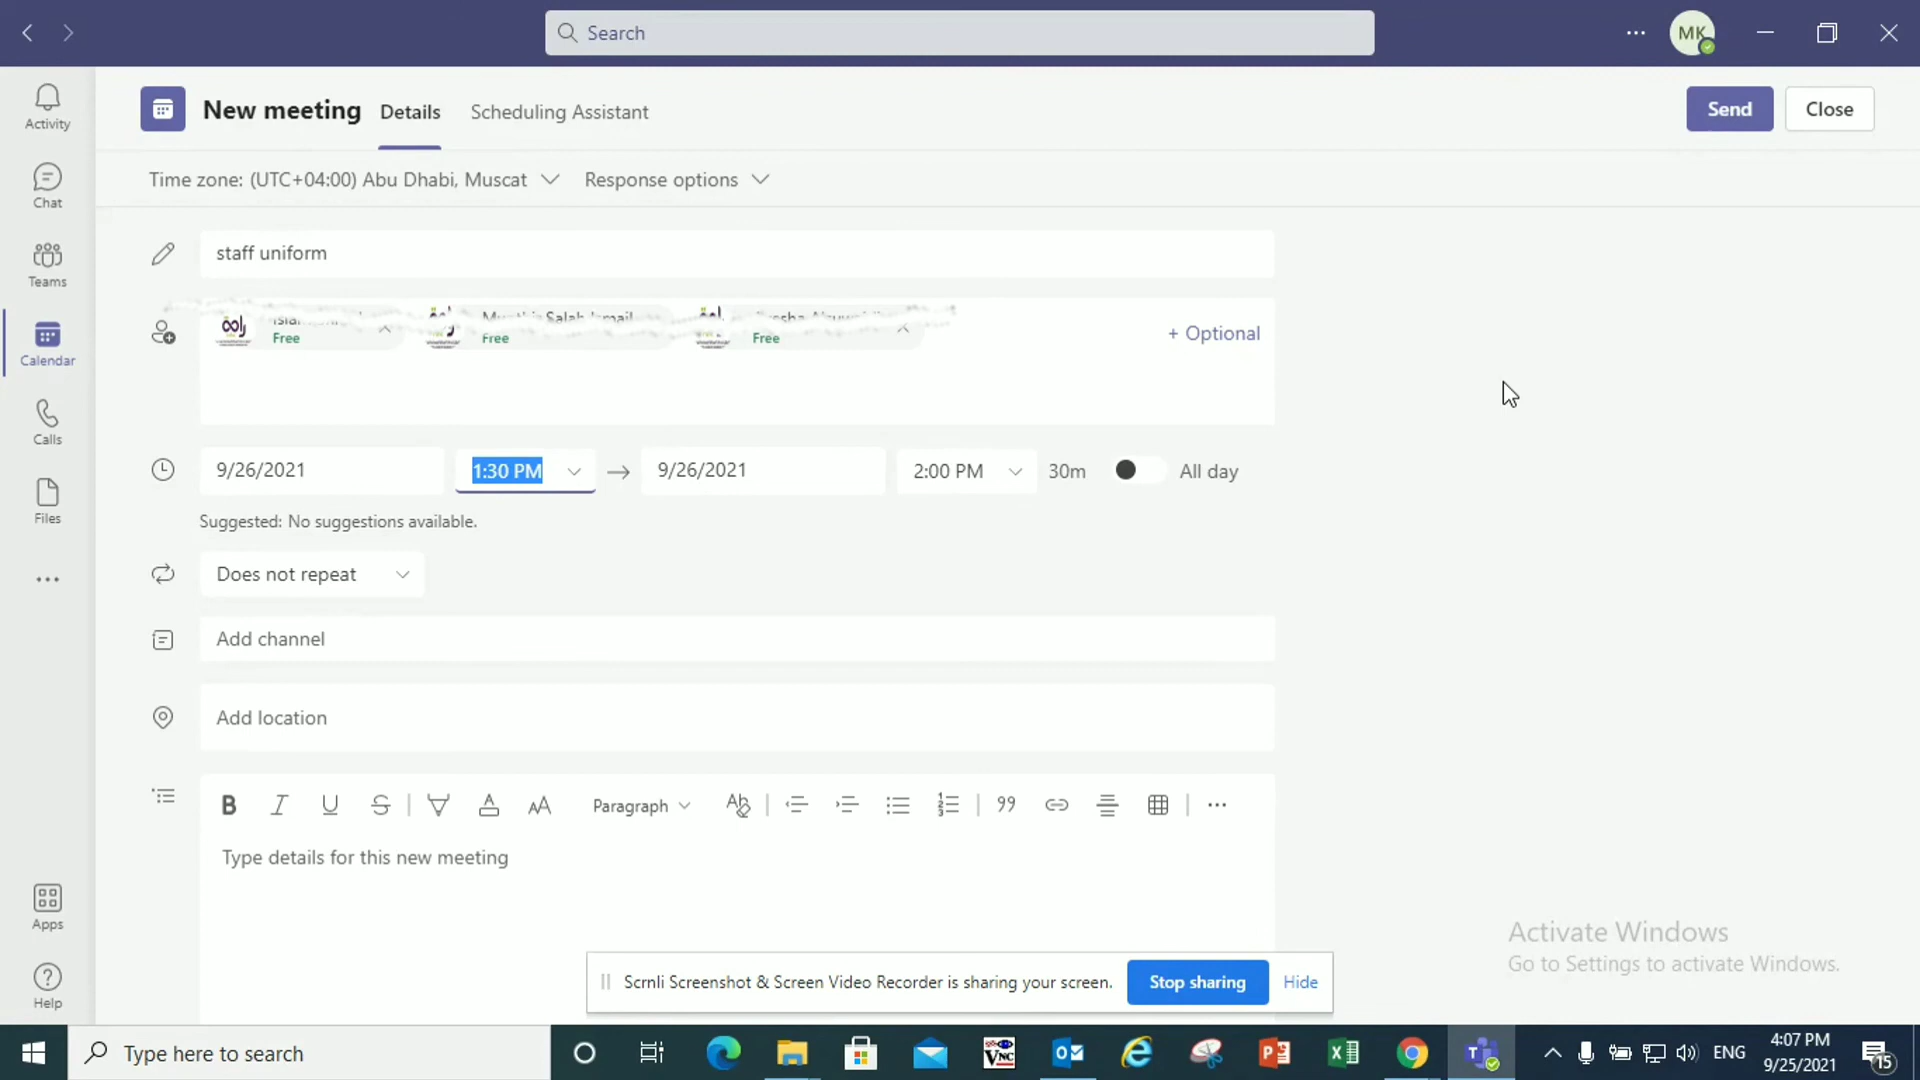 Search
MK
Activity
Chat
Teams
Calendar
Calls
Files
Apps
Help
New meeting
Details
Scheduling Assistant
Send
Close
Time zone: (UTC+04:00) Abu Dhabi, Muscat
Response options
staff uniform
Free
Free
Free
+ Optional
9/26/2021
1:30 PM
9/26/2021
2:00 PM
30m
All day
Suggested: No suggestions available.
Does not repeat
Add channel
Add location
Paragraph
Type details for this new meeting
Activate Windows
Go to Settings to activate Windows.
Scrnli Screenshot & Screen Video Recorder is sharing your screen.
Stop sharing
Hide
Type here to search
ENG
4:07 PM
9/25/2021
15